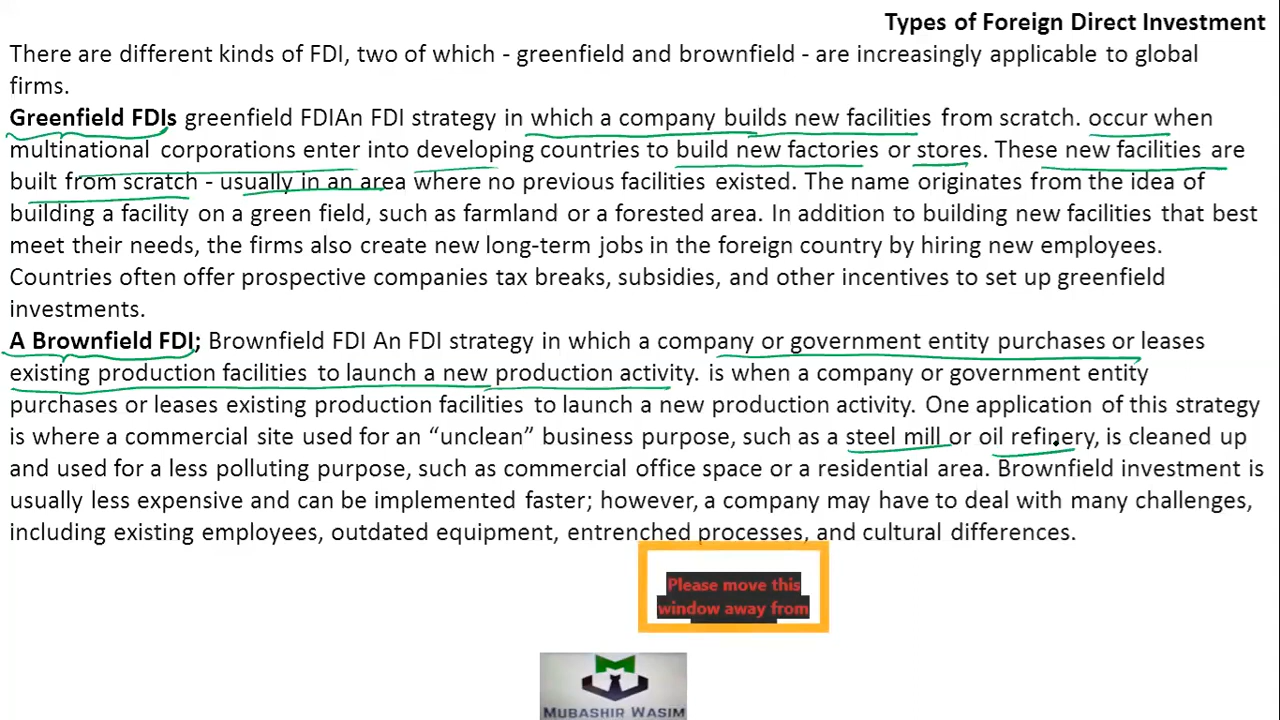 Types of Foreign Direct Investment
There are different kinds of FDI, two of which - greenfield and brownfield - are increasingly applicable to global
firms.
Greenfield FDIs greenfield FDIAn FDI strategy in which a company builds new facilities from scratch. occur when
multinational corporations enter into developing countries to build new factories or stores. These new facilities are
built from scratch - usually in an area where no previous facilities existed. The name originates from the idea of
building a facility on a green field, such as farmland or a forested area. In addition to building new facilities that best
meet their needs, the firms also create new long-term jobs in the foreign country by hiring new employees.
Countries often offer prospective companies tax breaks, subsidies, and other incentives to set up greenfield
investments.
A Brownfield FDI; Brownfield FDI An FDI strategy in which a company or government entity purchases or leases
existing production facilities to launch a new production activity. is when a company or government entity
purchases or leases existing production facilities to launch a new production activity. One application of this strategy
is where a commercial site used for an “unclean” business purpose, such as a steel mill or oil refinery, is cleaned up
and used for a less polluting purpose, such as commercial office space or a residential area. Brownfield investment is
usually less expensive and can be implemented faster; however, a company may have to deal with many challenges,
including existing employees, outdated equipment, entrenched processes, and cultural differences.
Please move this
window away from
MUBASHIR WASIM